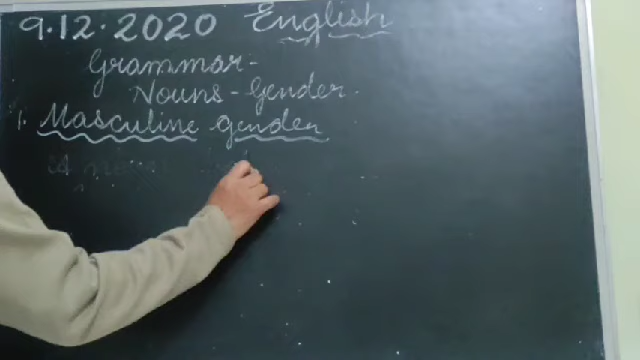 9.12.2020 English
Grammar-
Nouns - Gender.
1. Masculine gender